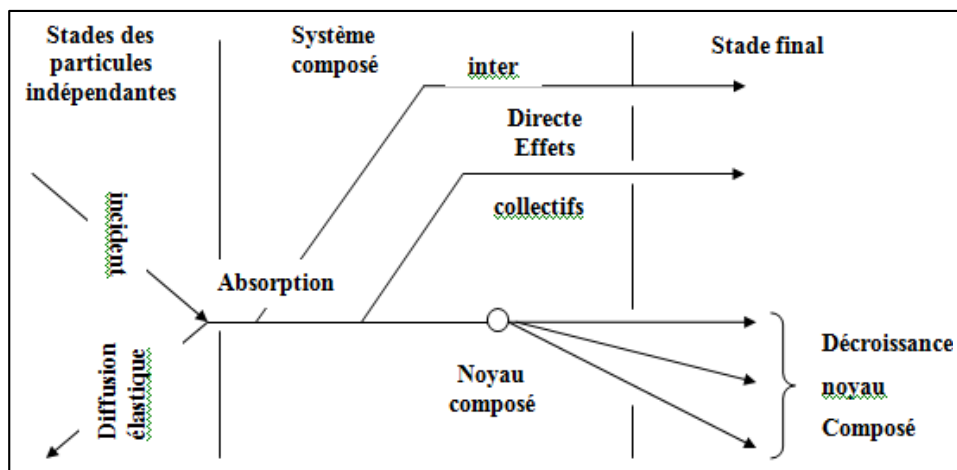 Stades des
particules
indépendantes
Système
composé
Stade final
inter
Directe
Effets
collectifs
incident
Absorption
Diffusion
élastique
Noyau
composé
Décroissance
noyau
Composé